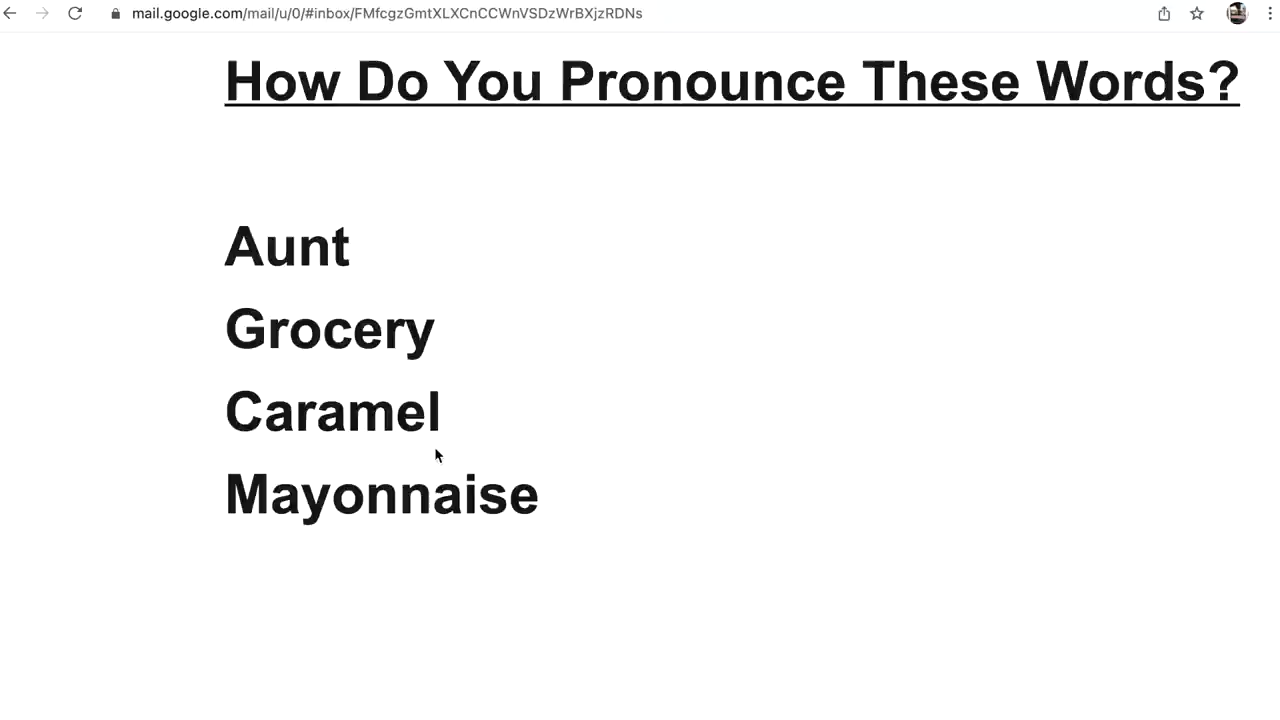 mail.google.com/mail/u/0/#inbox/FMfcgzGmtXLXCnCCWnVSDzWrBXjzRDNs
How Do You Pronounce These Words?
Aunt
Grocery
Caramel
Mayonnaise